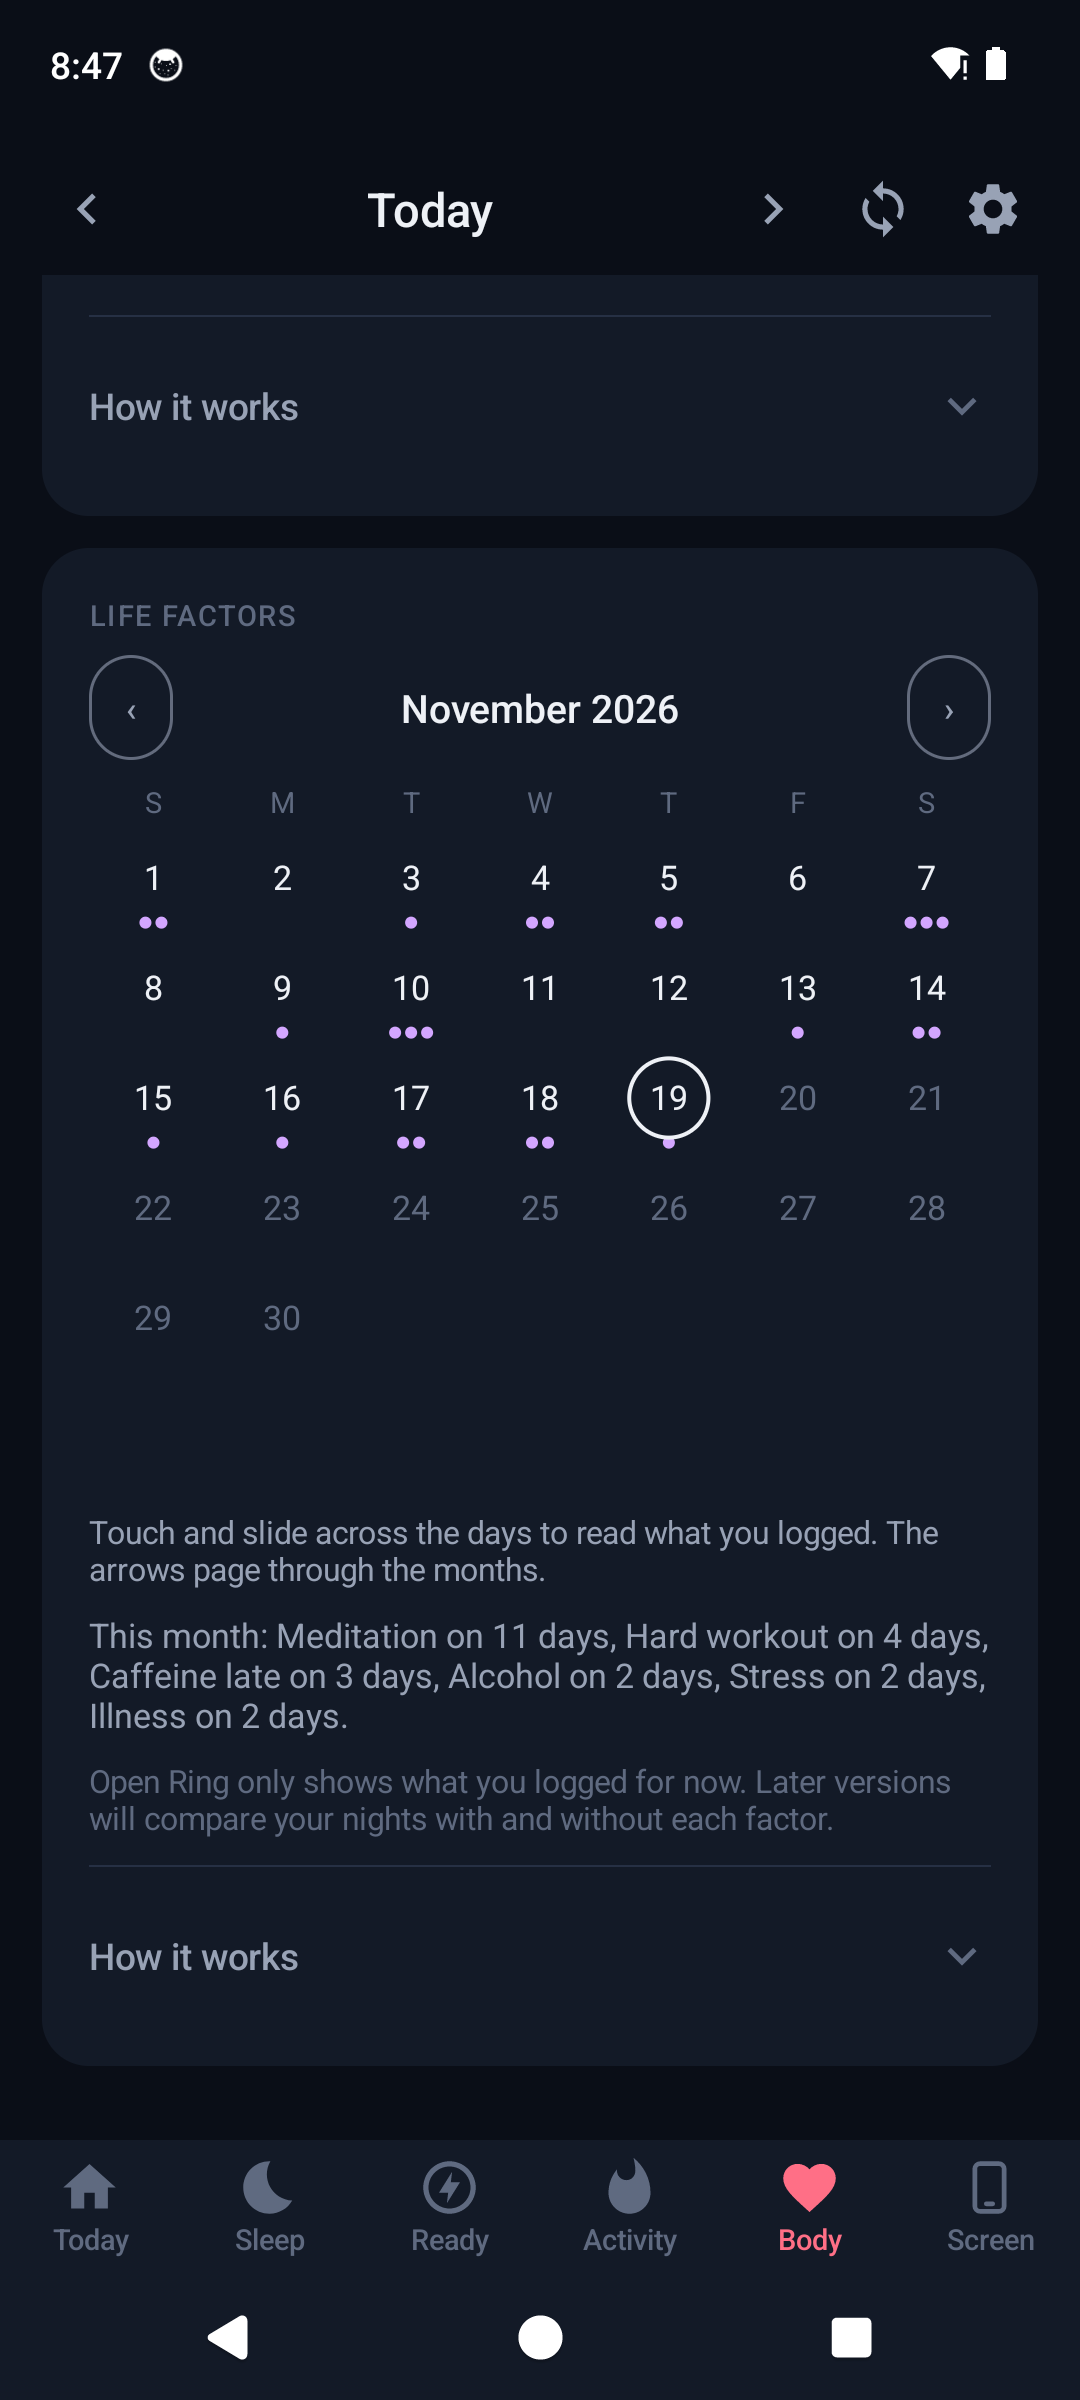 8:47
Today
How it works
LIFE FACTORS
‹ November 2026 ›
S M T W T F S
1 2 3 4 5 6 7
8 9 10 11 12 13 14
15 16 17 18 19 20 21
22 23 24 25 26 27 28
29 30
Touch and slide across the days to read what you logged. The
arrows page through the months.
This month: Meditation on 11 days, Hard workout on 4 days,
Caffeine late on 3 days, Alcohol on 2 days, Stress on 2 days,
Illness on 2 days.
Open Ring only shows what you logged for now. Later versions
will compare your nights with and without each factor.
How it works
Today Sleep Ready Activity Body Screen